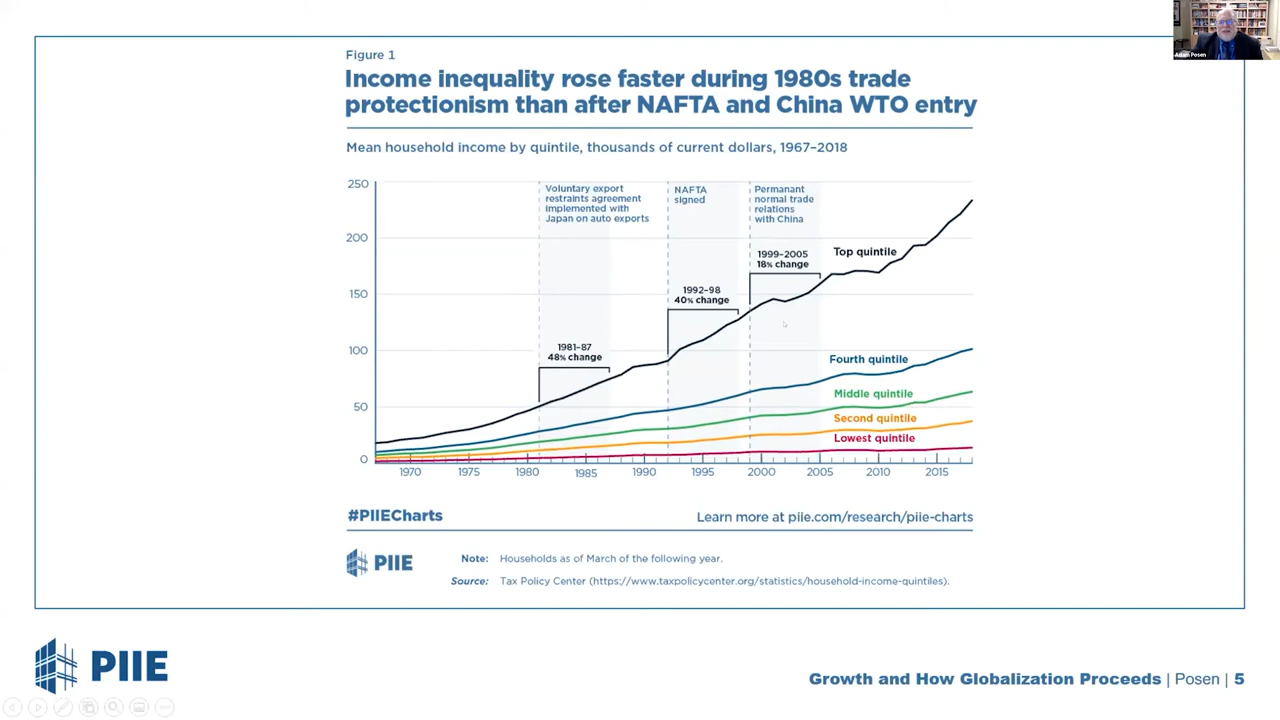 Adam Posen
Figure 1
Income inequality rose faster during 1980s trade
protectionism than after NAFTA and China WTO entry
Mean household income by quintile, thousands of current dollars, 1967–2018
250
200
150
100
50
0
Voluntary export
restraints agreement
implemented with
Japan on auto exports
NAFTA
signed
Permanant
normal trade
relations
with China
1981–87
48% change
1992–98
40% change
1999–2005
18% change
Top quintile
Fourth quintile
Middle quintile
Second quintile
Lowest quintile
1970 1975 1980 1985 1990 1995 2000 2005 2010 2015
#PIIECharts
Learn more at piie.com/research/piie-charts
PIIE
Note: Households as of March of the following year.
Source: Tax Policy Center (https://www.taxpolicycenter.org/statistics/household-income-quintiles).
PIIE
Growth and How Globalization Proceeds | Posen | 5